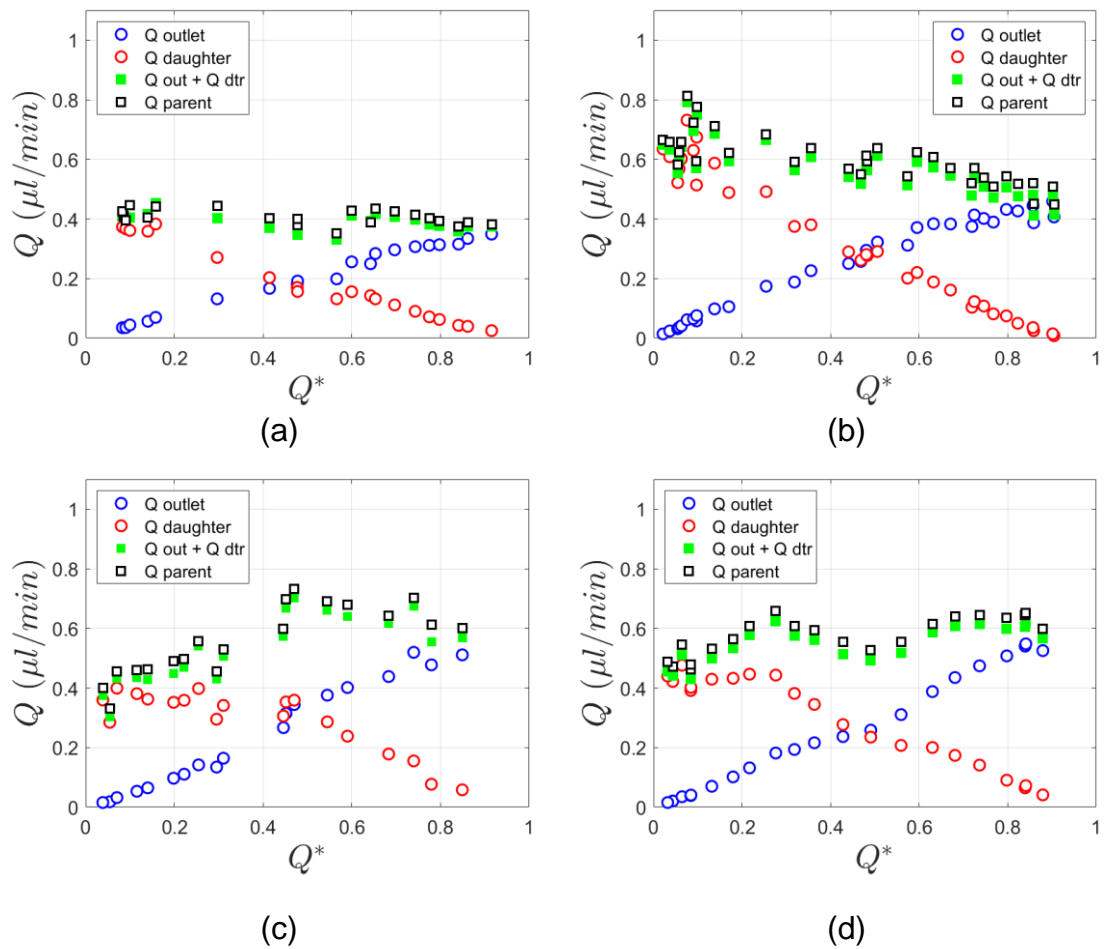 Q (μl/min)
1
0.8
0.6
0.4
0.2
0
Q outlet
Q daughter
Q out + Q dtr
Q parent
0 0.2 0.4 0.6 0.8 1
Q*
(a)
Q (μl/min)
1
0.8
0.6
0.4
0.2
0
Q outlet
Q daughter
Q out + Q dtr
Q parent
0 0.2 0.4 0.6 0.8 1
Q*
(b)
Q (μl/min)
1
0.8
0.6
0.4
0.2
0
Q outlet
Q daughter
Q out + Q dtr
Q parent
0 0.2 0.4 0.6 0.8 1
Q*
(c)
Q (μl/min)
1
0.8
0.6
0.4
0.2
0
Q outlet
Q daughter
Q out + Q dtr
Q parent
0 0.2 0.4 0.6 0.8 1
Q*
(d)